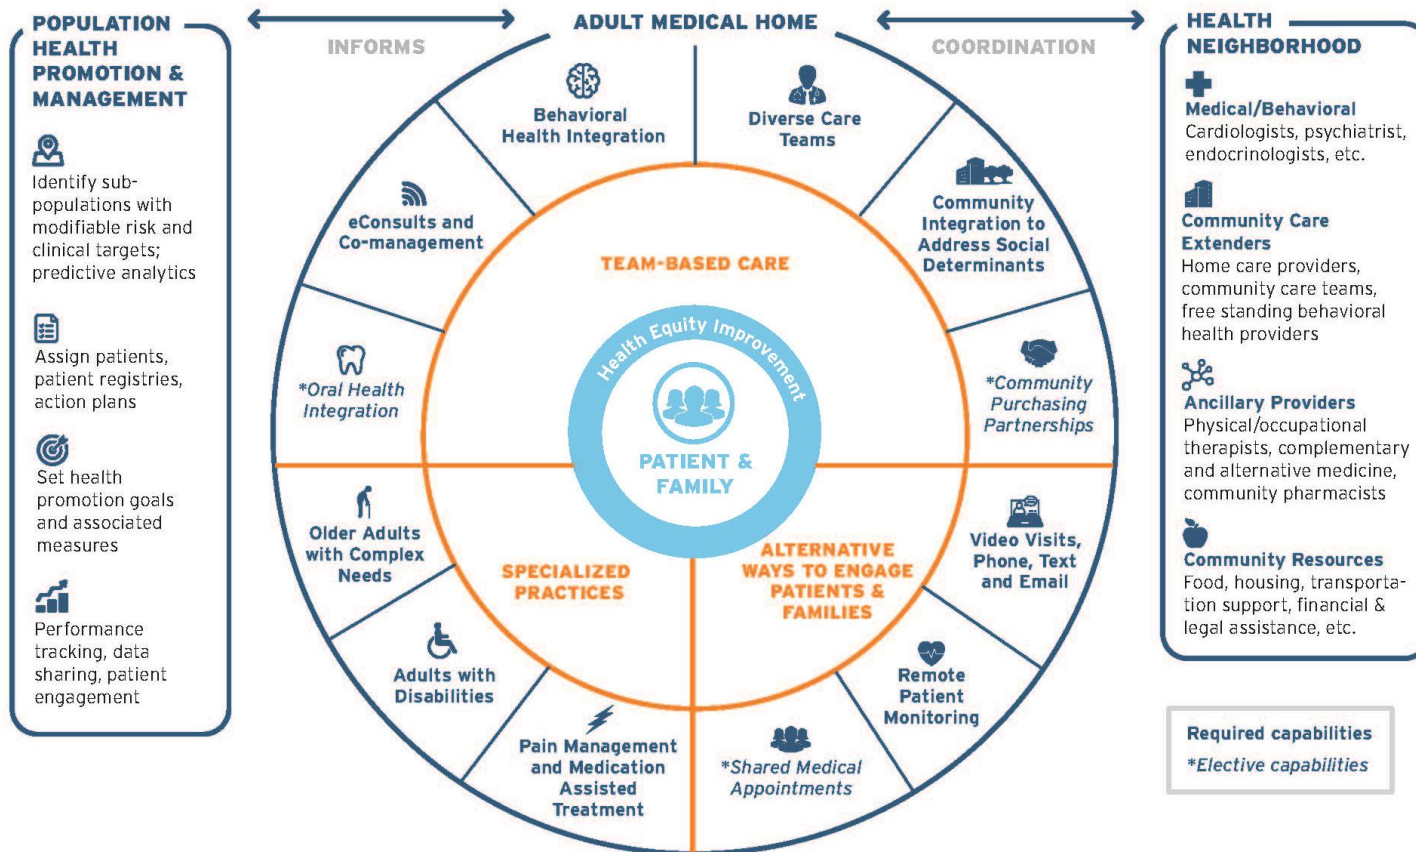 POPULATION
HEALTH
PROMOTION &
MANAGEMENT
Identify sub-
populations with
modifiable risk and
clinical targets;
predictive analytics
Assign patients,
patient registries,
action plans
Set health
promotion goals
and associated
measures
Performance
tracking, data
sharing, patient
engagement
INFORMS
ADULT MEDICAL HOME
COORDINATION
Behavioral
Health Integration
Diverse Care
Teams
eConsults and
Co-management
Community
Integration to
Address Social
Determinants
*Oral Health
Integration
*Community
Purchasing
Partnerships
TEAM-BASED CARE
Health Equity Improvement
PATIENT &
FAMILY
Older Adults
with Complex
Needs
Adults with
Disabilities
Pain Management
and Medication
Assisted
Treatment
SPECIALIZED
PRACTICES
ALTERNATIVE
WAYS TO ENGAGE
PATIENTS &
FAMILIES
Video Visits,
Phone, Text
and Email
Remote
Patient
Monitoring
*Shared Medical
Appointments
HEALTH
NEIGHBORHOOD
Medical/Behavioral
Cardiologists, psychiatrist,
endocrinologists, etc.
Community Care
Extenders
Home care providers,
community care teams,
free standing behavioral
health providers
Ancillary Providers
Physical/occupational
therapists, complementary
and alternative medicine,
community pharmacists
Community Resources
Food, housing, transporta-
tion support, financial &
legal assistance, etc.
Required capabilities
*Elective capabilities